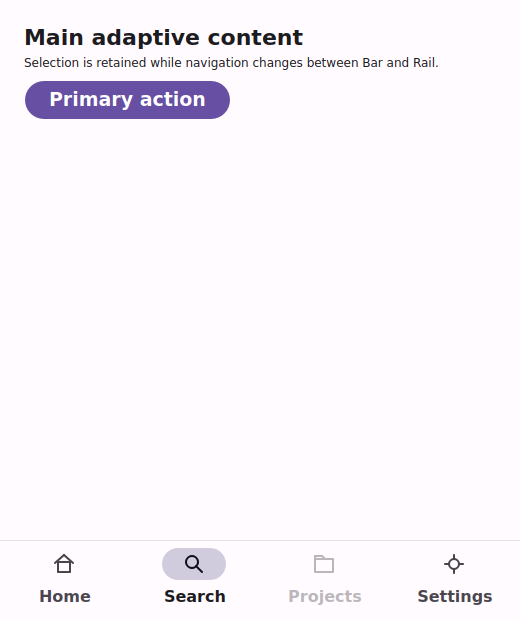 Main adaptive content
Selection is retained while navigation changes between Bar and Rail.
Primary action
Home
Search
Projects
Settings